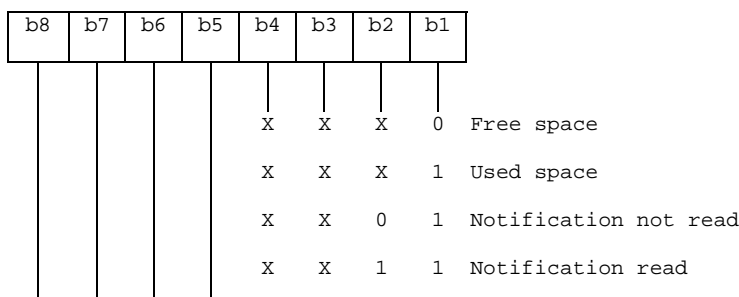 b8 b7 b6 b5 b4 b3 b2 b1
X X X 0 Free space
X X X 1 Used space
X X 0 1 Notification not read
X X 1 1 Notification read